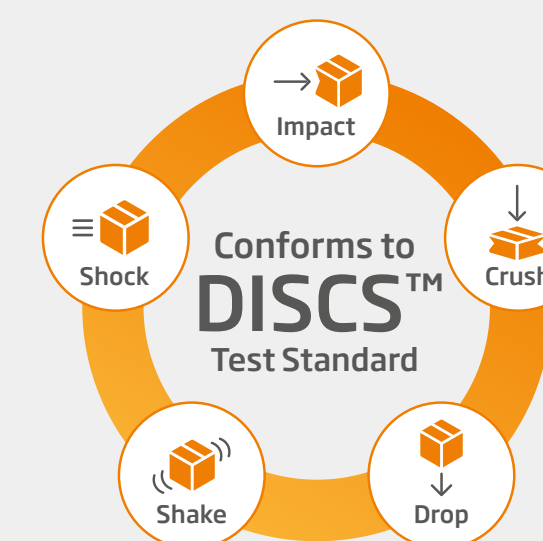 Impact
Shock
Conforms to
DISCS™
Test Standard
Crush
Shake
Drop